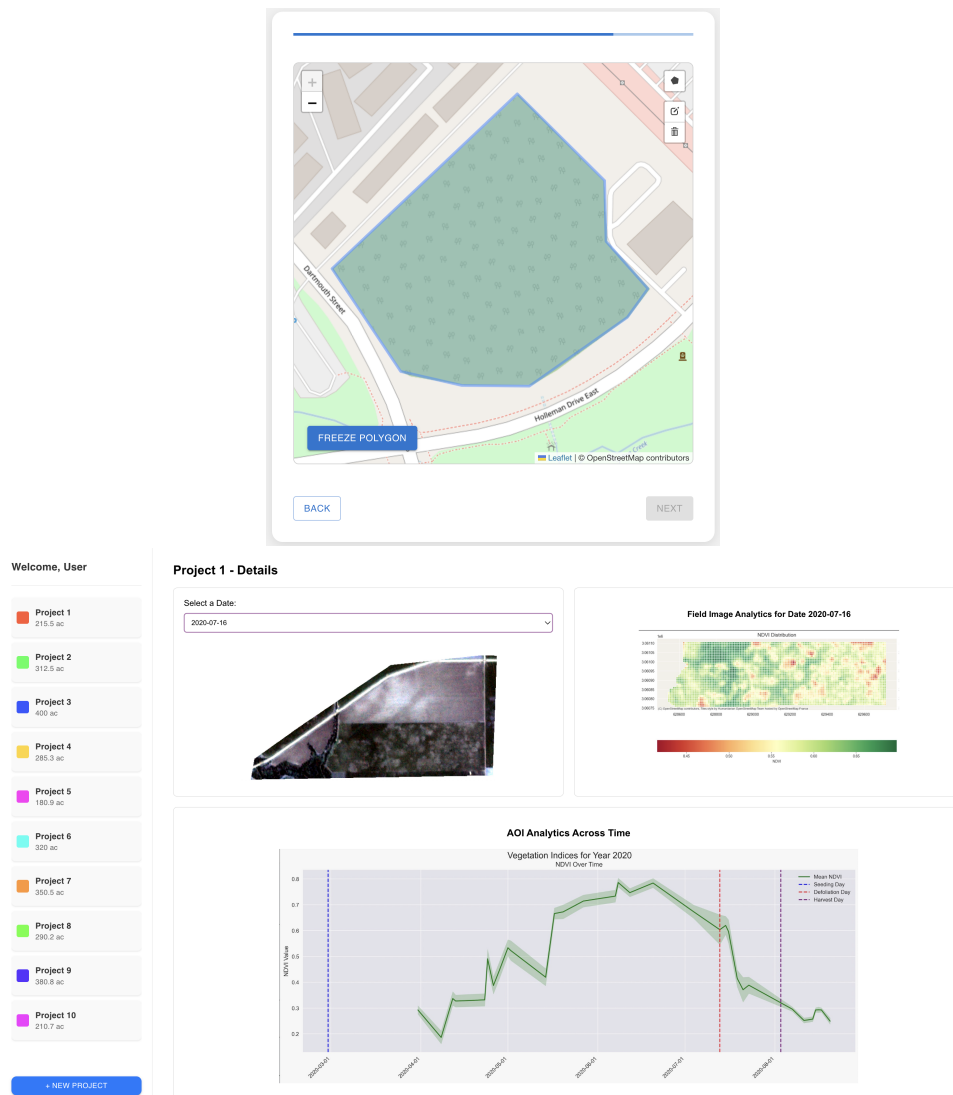 +
−
Dartmouth Street
Holleman Drive East
Creek
FREEZE POLYGON
Leaflet | © OpenStreetMap contributors
BACK
NEXT
Welcome, User
Project 1
215.5 ac
Project 2
312.5 ac
Project 3
400 ac
Project 4
285.3 ac
Project 5
180.9 ac
Project 6
320 ac
Project 7
350.5 ac
Project 8
290.2 ac
Project 9
380.8 ac
Project 10
210.7 ac
+ NEW PROJECT
Project 1 - Details
Select a Date:
2020-07-16
Field Image Analytics for Date 2020-07-16
NDVI Distribution
NDVI
AOI Analytics Across Time
Vegetation Indices for Year 2020
NDVI Over Time
Mean NDVI
Seeding Day
Defoliation Day
Harvest Day
NDVI Value
0.8
0.7
0.6
0.5
0.4
0.3
0.2
2020-03-01
2020-04-01
2020-05-01
2020-06-01
2020-07-01
2020-08-01